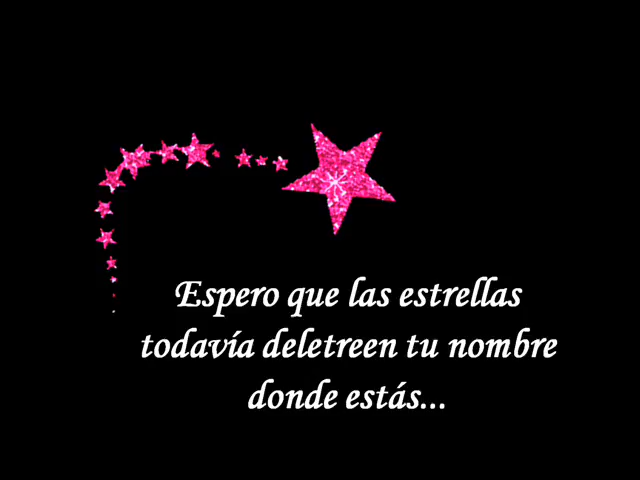 Espero que las estrellas
todavía deletreen tu nombre
donde estás...